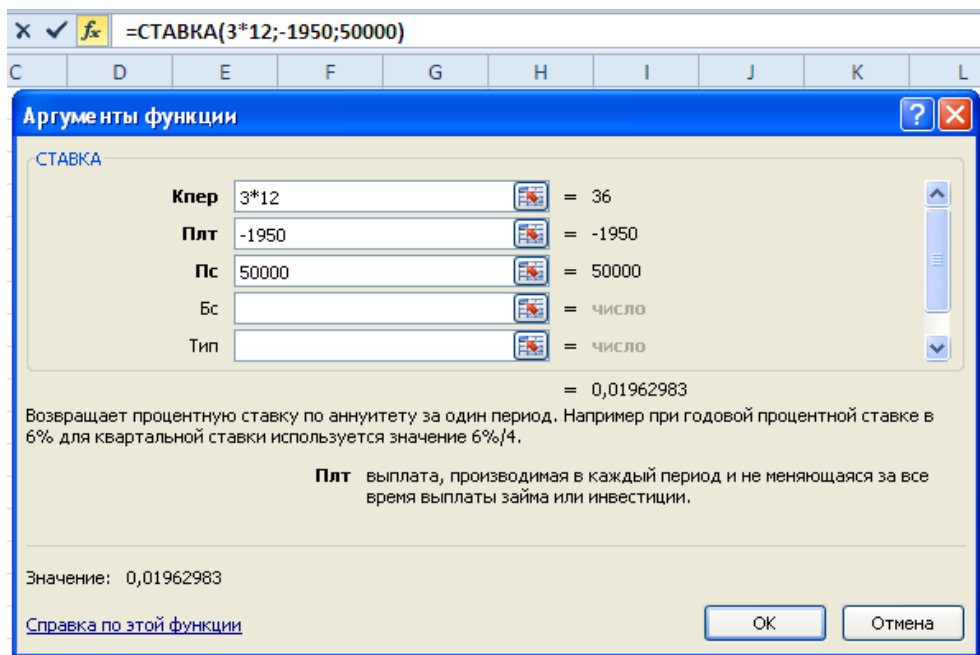 =СТАВКА(3*12;-1950;50000)
C D E F G H I J K L
Аргументы функции
СТАВКА
Кпер 3*12 = 36
Плт -1950 = -1950
Пс 50000 = 50000
Бс = число
Тип = число
= 0,01962983
Возвращает процентную ставку по аннуитету за один период. Например при годовой процентной ставке в
6% для квартальной ставки используется значение 6%/4.
Плт выплата, производимая в каждый период и не меняющаяся за все
время выплаты займа или инвестиции.
Значение: 0,01962983
Справка по этой функции
ОК Отмена